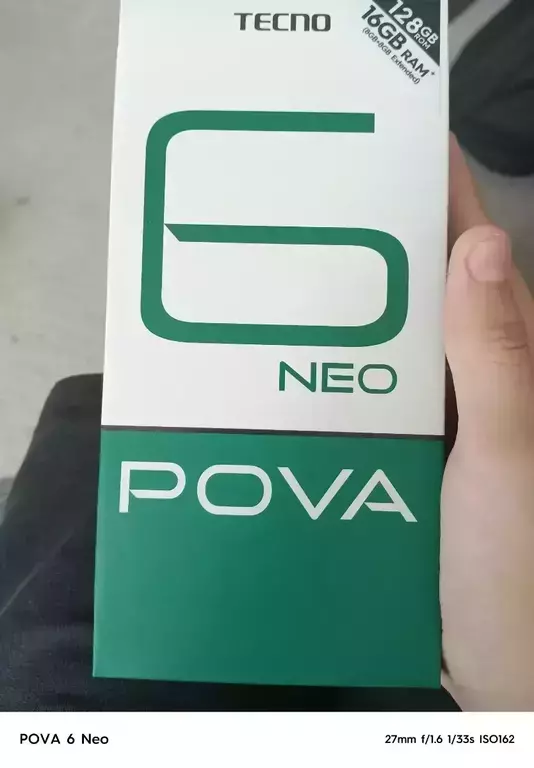 TECNO
128GB
ROM
16GB RAM*
(8GB+8GB Extended)
6
NEO
POVA
POVA 6 Neo
27mm f/1.6 1/33s ISO162